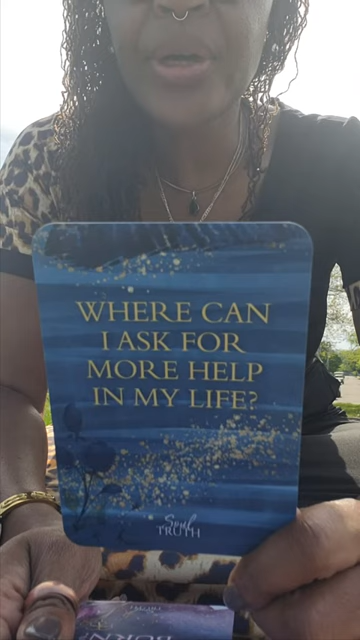 WHERE CAN
I ASK FOR
MORE HELP
IN MY LIFE?
Soul
TRUTH